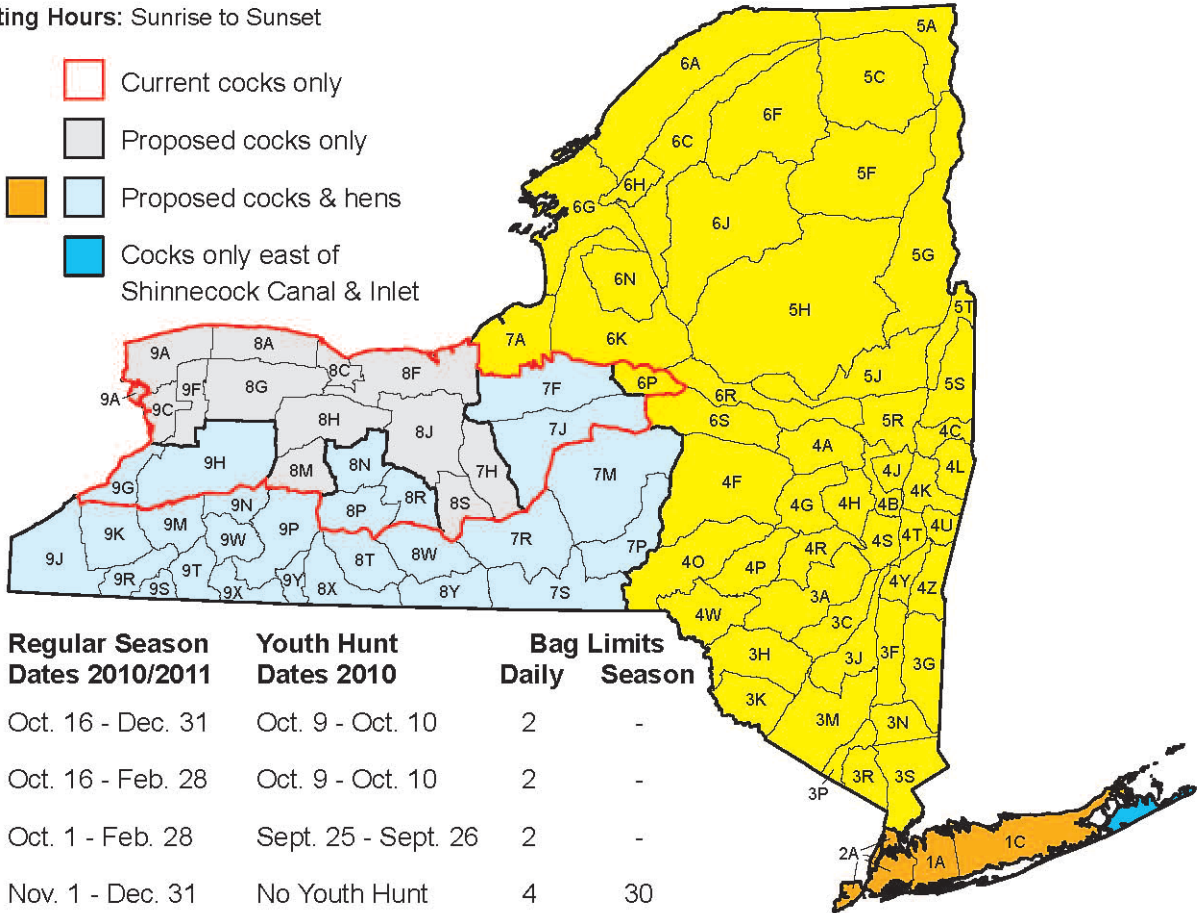 ting Hours: Sunrise to Sunset
Current cocks only
Proposed cocks only
Proposed cocks & hens
Cocks only east of
Shinnecock Canal & Inlet
5A
6A
5C
6F
6C
5F
6H
6G
6J
5G
6N
5H
5T
7A
6K
9A
8A
8C
8F
5J
9F
8G
7F
6P
6R
5S
9A
9C
8H
8J
7J
6S
5R
4C
4A
9H
8M
8N
7H
7M
4J
4L
9G
4F
4G
4H
4B
4K
8R
8P
8S
9N
9M
9P
9K
9W
7R
7P
4S
4T
4U
4R
9J
8T
8W
4O
4P
9R
9S
9T
9X
9Y
8X
8Y
7S
3A
4Y
4Z
4W
3C
3H
3J
3F
3G
3K
3M
3N
3P
3R
3S
2A
1A
1C
Regular Season Youth Hunt Bag Limits
Dates 2010/2011 Dates 2010 Daily Season
Oct. 16 - Dec. 31 Oct. 9 - Oct. 10 2 -
Oct. 16 - Feb. 28 Oct. 9 - Oct. 10 2 -
Oct. 1 - Feb. 28 Sept. 25 - Sept. 26 2 -
Nov. 1 - Dec. 31 No Youth Hunt 4 30